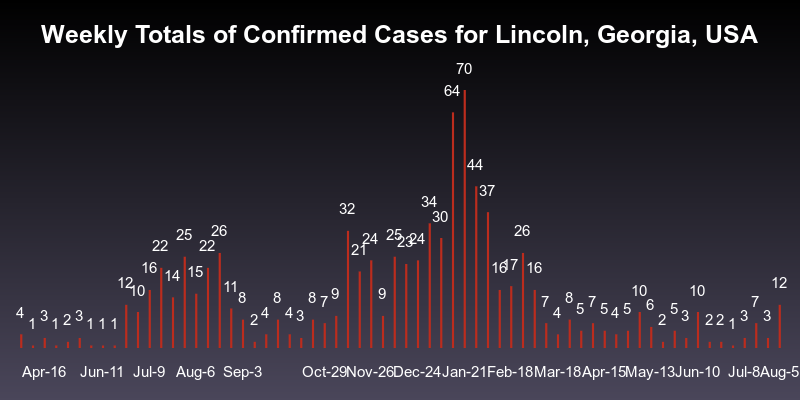 Weekly Totals of Confirmed Cases for Lincoln, Georgia, USA
4 1 3 1 2 3 1 1 1 12 10 16 22 14 25 15 22 26 11 8 2 4 8 4 3 8 7 9 32 21 24 9 25 23 24 34 30 64 70 44 37 16 17 26 16 7 4 8 5 7 5 4 5 10 6 2 5 3 10 2 2 1 3 7 3 12
Apr-16 Jun-11 Jul-9 Aug-6 Sep-3 Oct-29 Nov-26 Dec-24 Jan-21 Feb-18 Mar-18 Apr-15 May-13 Jun-10 Jul-8 Aug-5